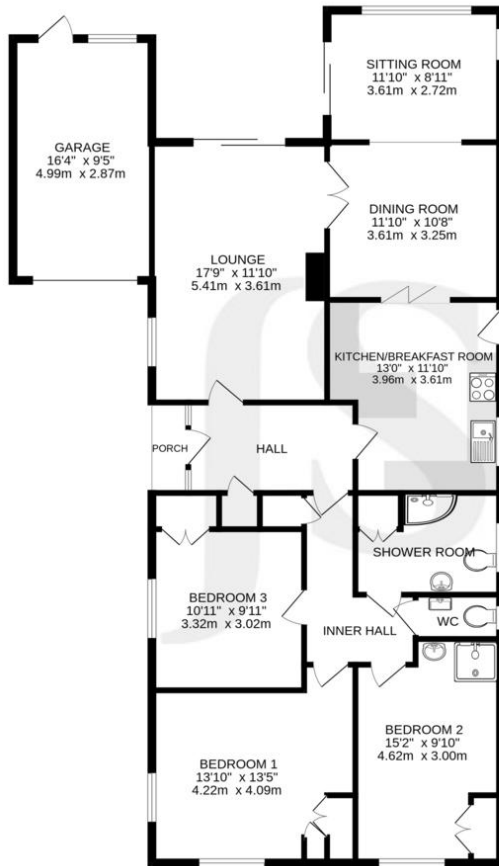 SITTING ROOM
11'10" x 8'11"
3.61m x 2.72m
GARAGE
16'4" x 9'5"
4.99m x 2.87m
DINING ROOM
11'10" x 10'8"
3.61m x 3.25m
LOUNGE
17'9" x 11'10"
5.41m x 3.61m
KITCHEN/BREAKFAST ROOM
13'0" x 11'10"
3.96m x 3.61m
PORCH
HALL
SHOWER ROOM
BEDROOM 3
10'11" x 9'11"
3.32m x 3.02m
WC
INNER HALL
BEDROOM 2
15'2" x 9'10"
4.62m x 3.00m
BEDROOM 1
13'10" x 13'5"
4.22m x 4.09m
JS